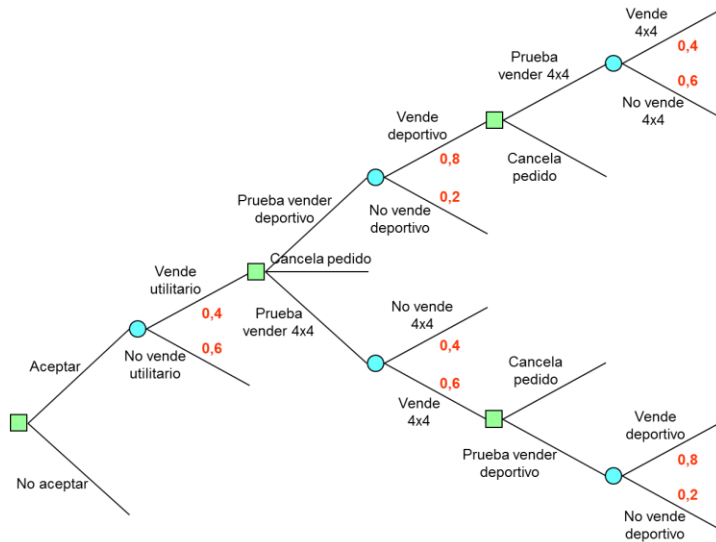 Vende
4x4
0,4
Prueba
vender 4x4
0,6
No vende
4x4
Vende
deportivo
0,8
Cancela
pedido
0,2
Prueba vender
deportivo
No vende
deportivo
Cancela pedido
Vende
utilitario
0,4
Prueba
vender 4x4
No vende
4x4
0,4
0,6
Cancela
pedido
Aceptar
No vende
utilitario
0,6
Vende
4x4
Vende
deportivo
0,8
Prueba vender
deportivo
0,2
No aceptar
No vende
deportivo